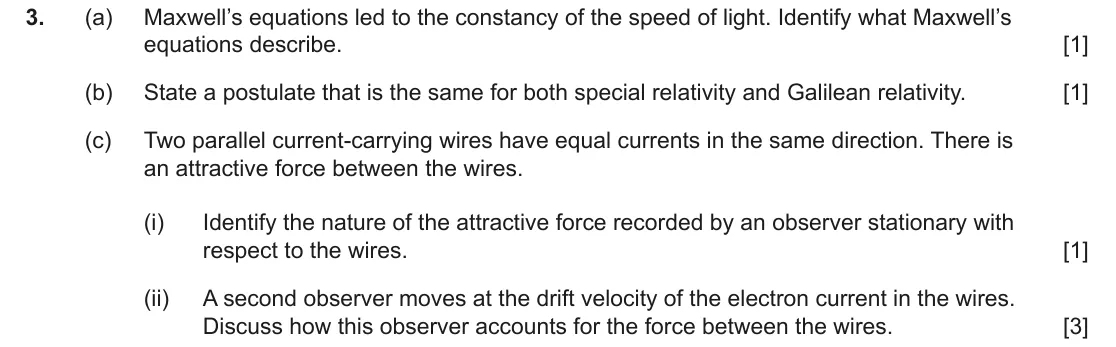 3. (a) Maxwell’s equations led to the constancy of the speed of light. Identify what Maxwell’s
equations describe. [1]
(b) State a postulate that is the same for both special relativity and Galilean relativity. [1]
(c) Two parallel current-carrying wires have equal currents in the same direction. There is
an attractive force between the wires.
(i) Identify the nature of the attractive force recorded by an observer stationary with
respect to the wires. [1]
(ii) A second observer moves at the drift velocity of the electron current in the wires.
Discuss how this observer accounts for the force between the wires. [3]